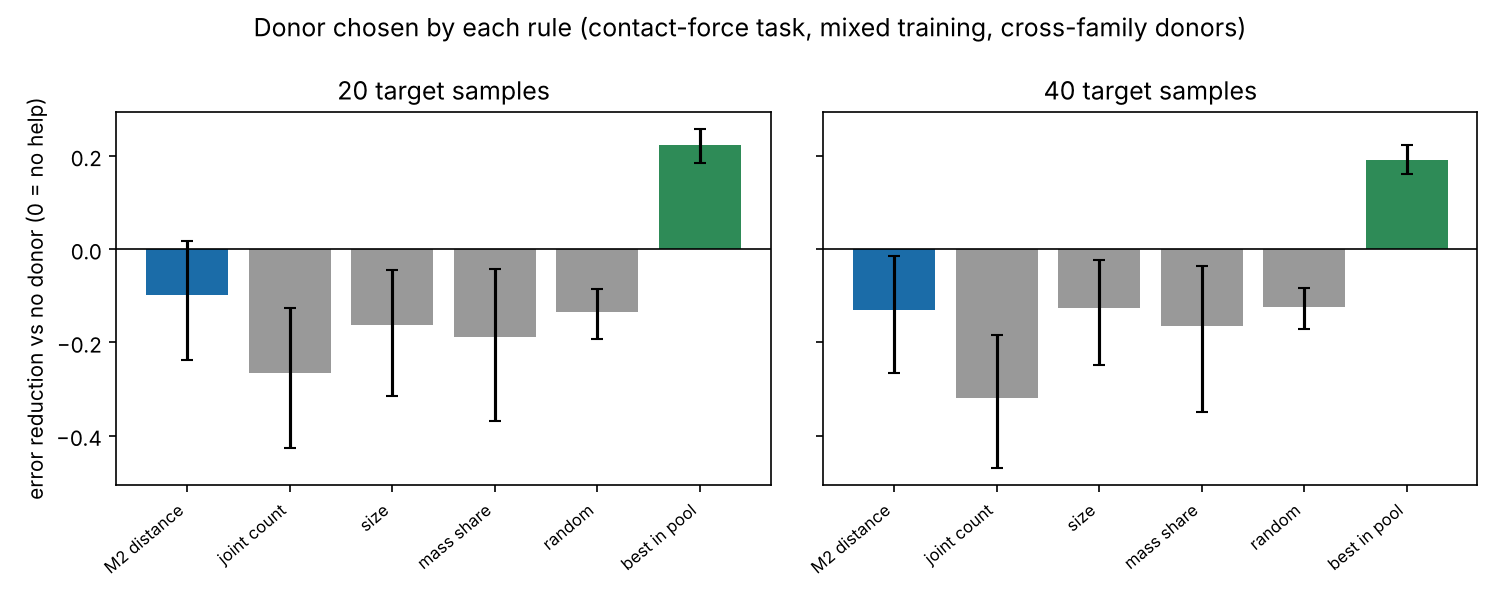 Donor chosen by each rule (contact-force task, mixed training, cross-family donors)
20 target samples
40 target samples
error reduction vs no donor (0 = no help)
0.2
0.0
−0.2
−0.4
M2 distance
joint count
size
mass share
random
best in pool
M2 distance
joint count
size
mass share
random
best in pool